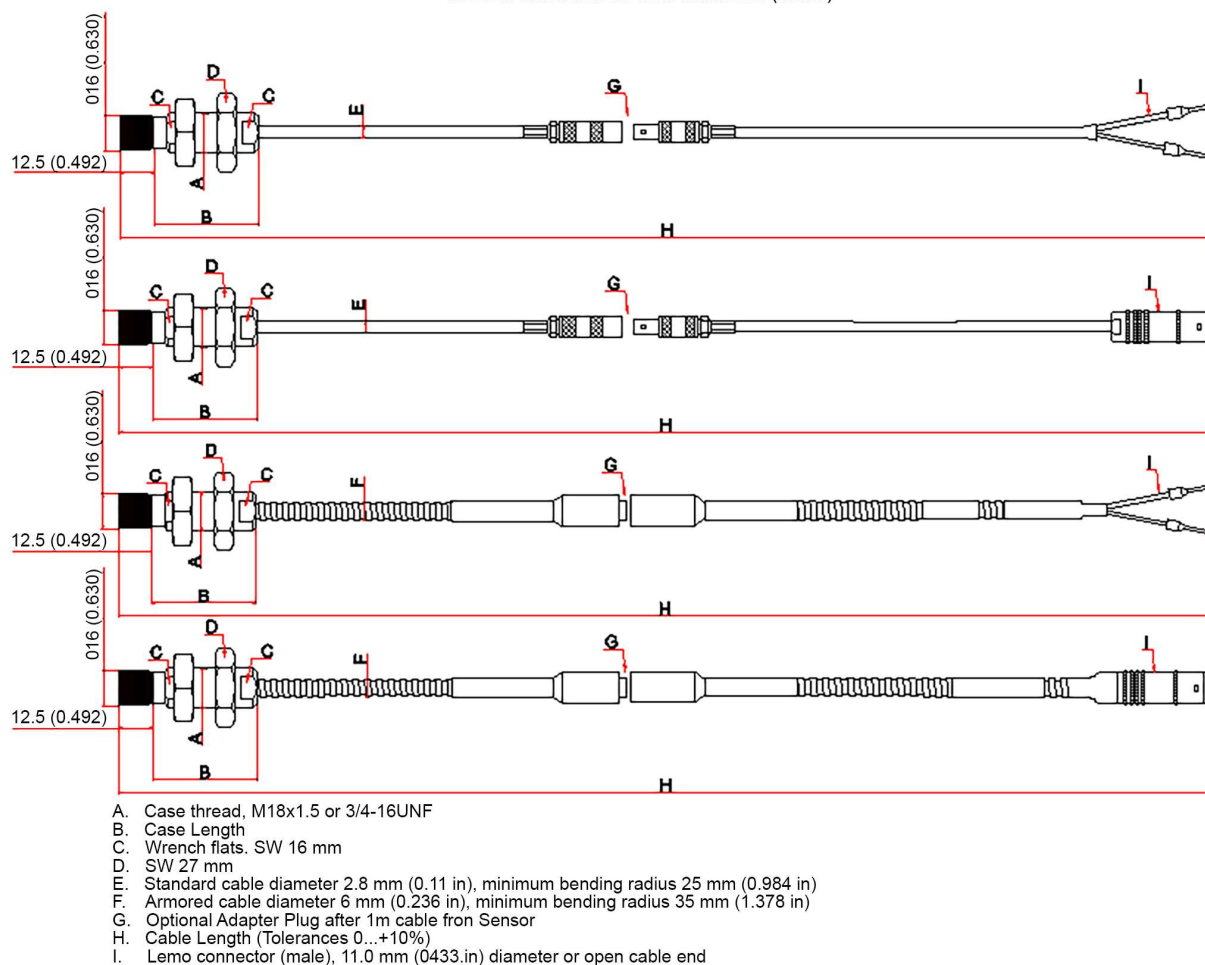 016 (0.630)
C
D
C
E
G
I
12.5 (0.492)
A
B
H
016 (0.630)
C
D
C
E
G
I
12.5 (0.492)
A
B
H
016 (0.630)
C
D
C
F
G
I
12.5 (0.492)
A
B
H
016 (0.630)
C
D
C
F
G
I
12.5 (0.492)
A
B
H
A. Case thread, M18x1.5 or 3/4-16UNF
B. Case Length
C. Wrench flats. SW 16 mm
D. SW 27 mm
E. Standard cable diameter 2.8 mm (0.11 in), minimum bending radius 25 mm (0.984 in)
F. Armored cable diameter 6 mm (0.236 in), minimum bending radius 35 mm (1.378 in)
G. Optional Adapter Plug after 1m cable fron Sensor
H. Cable Length (Tolerances 0...+10%)
I. Lemo connector (male), 11.0 mm (0433.in) diameter or open cable end